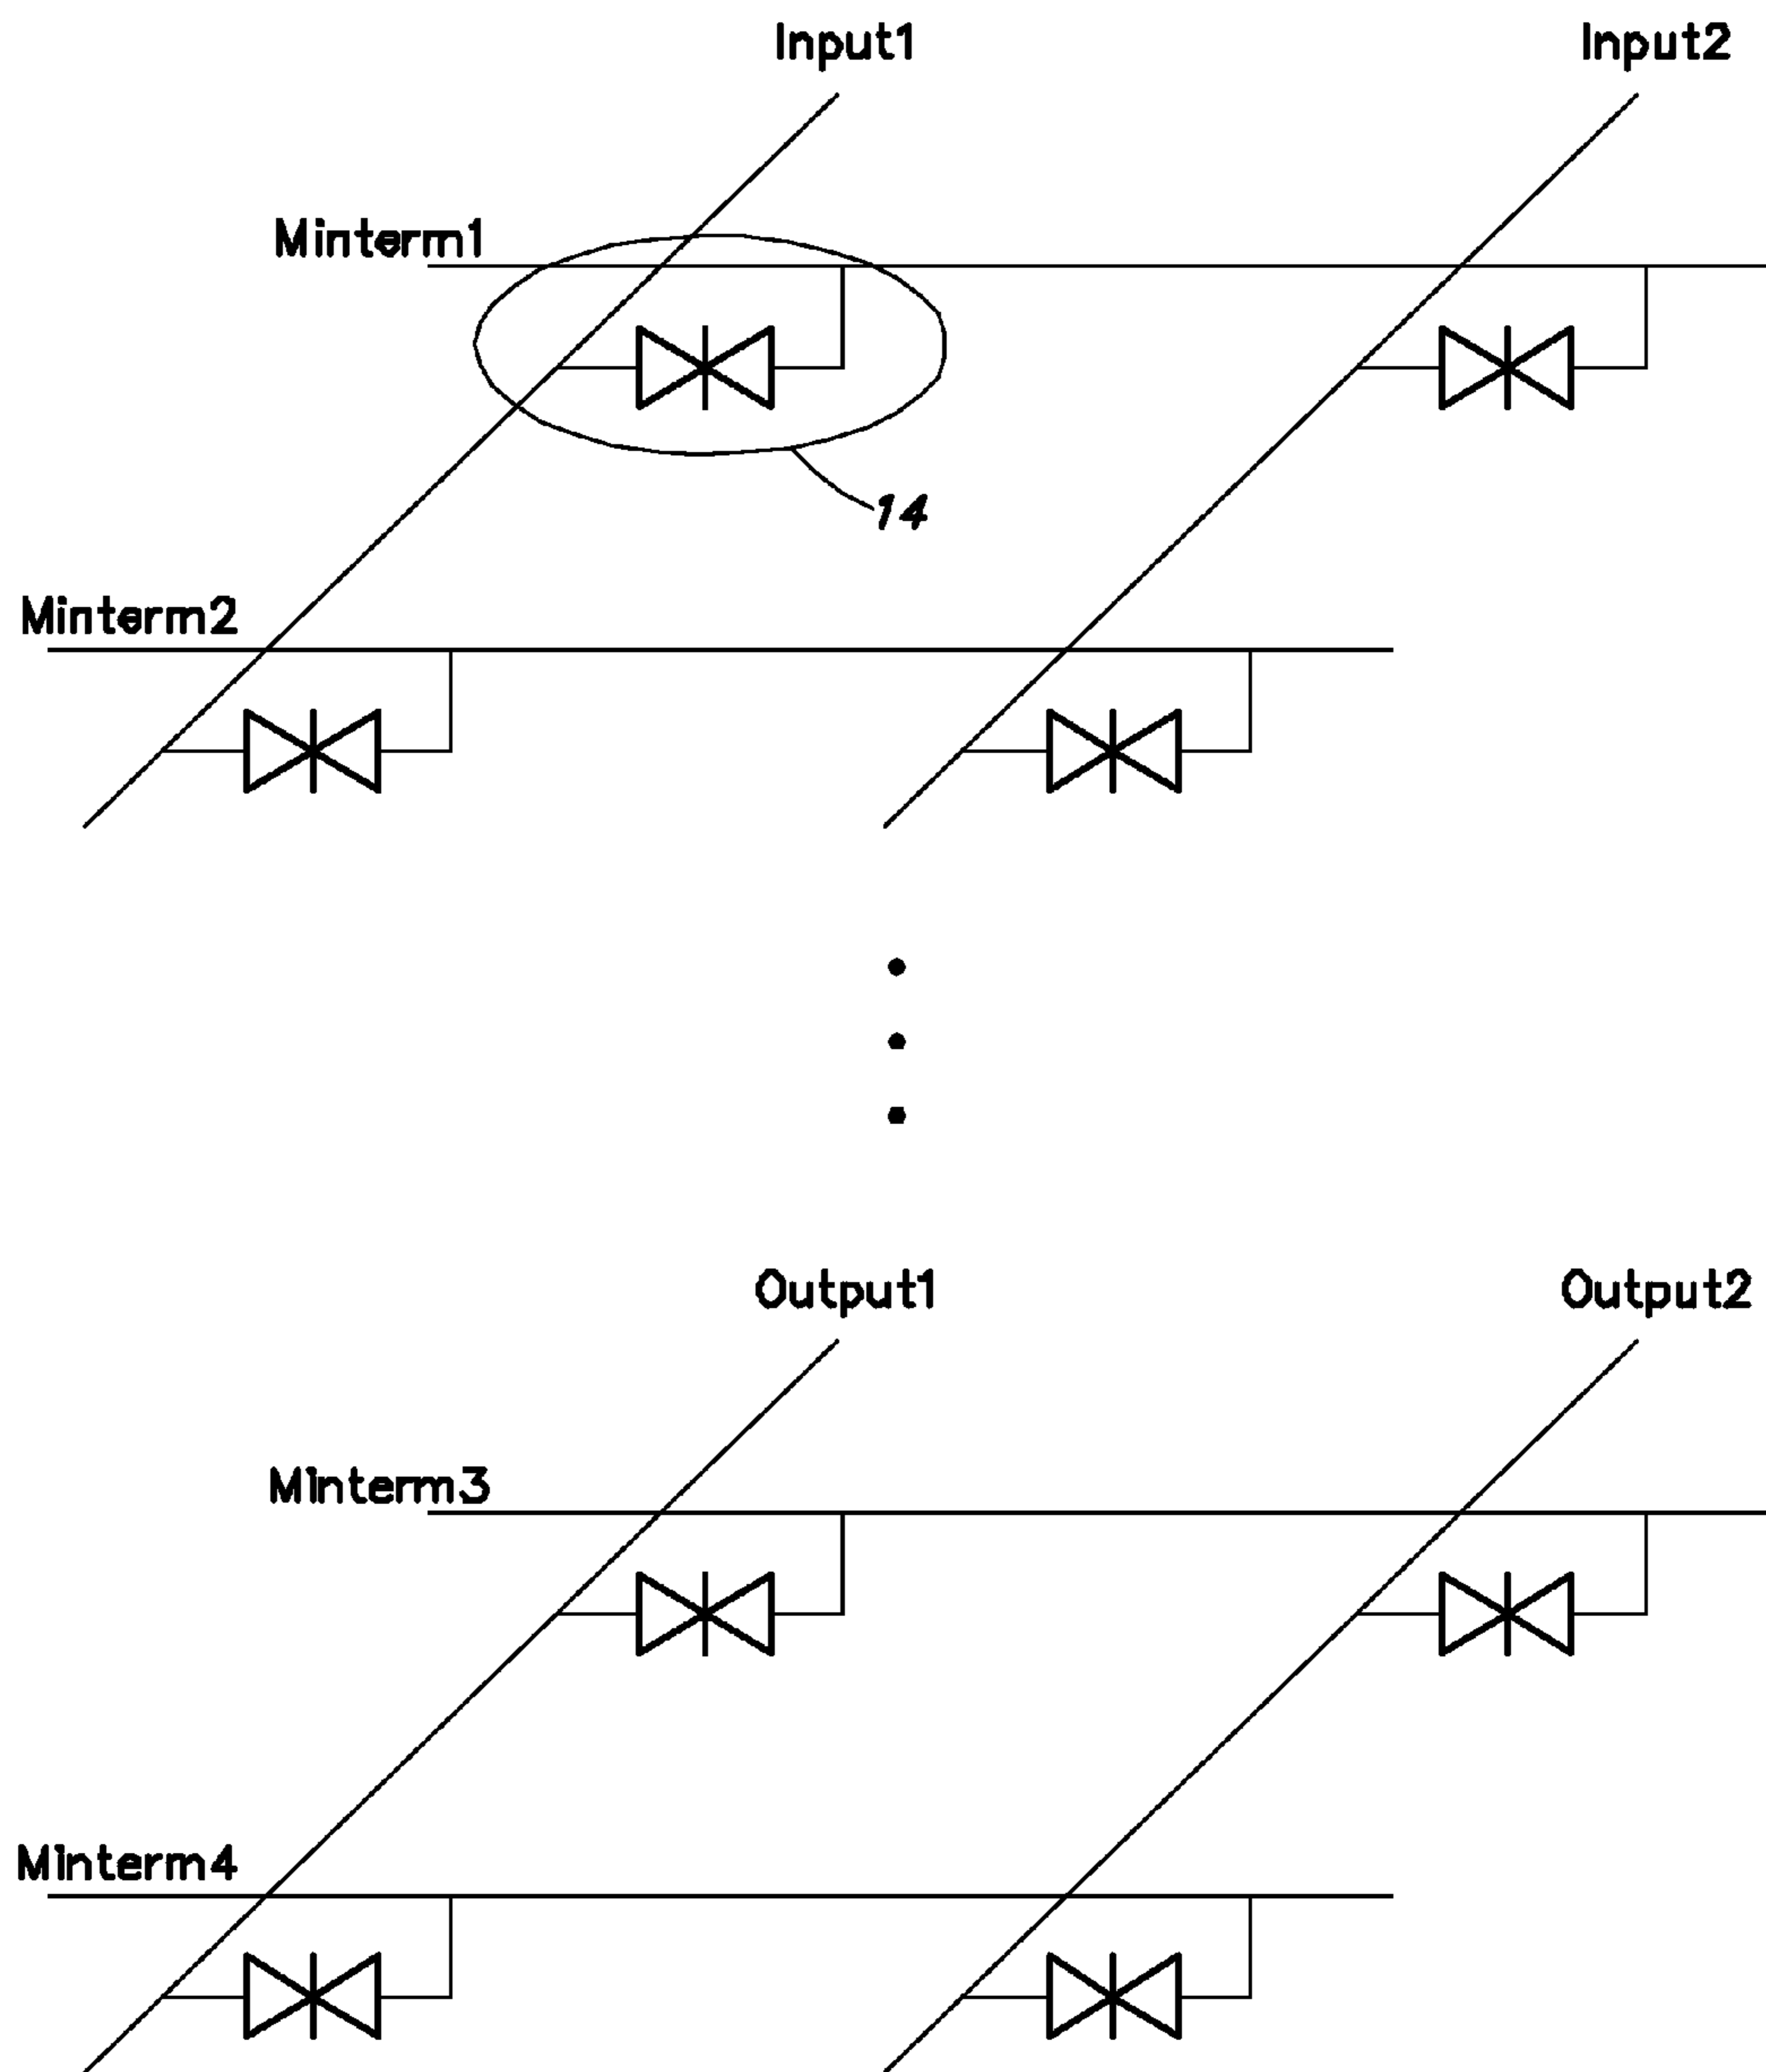 Input1 Input2
Minterm1
14
Minterm2
Output1 Output2
Minterm3
Minterm4